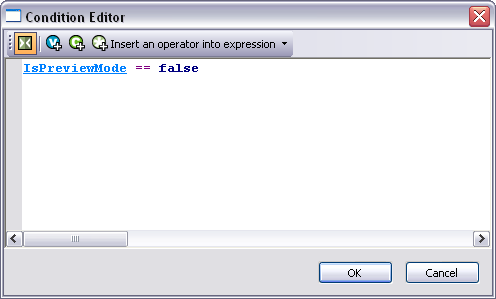 Condition Editor
Insert an operator into expression
IsPreviewMode == false
OK
Cancel